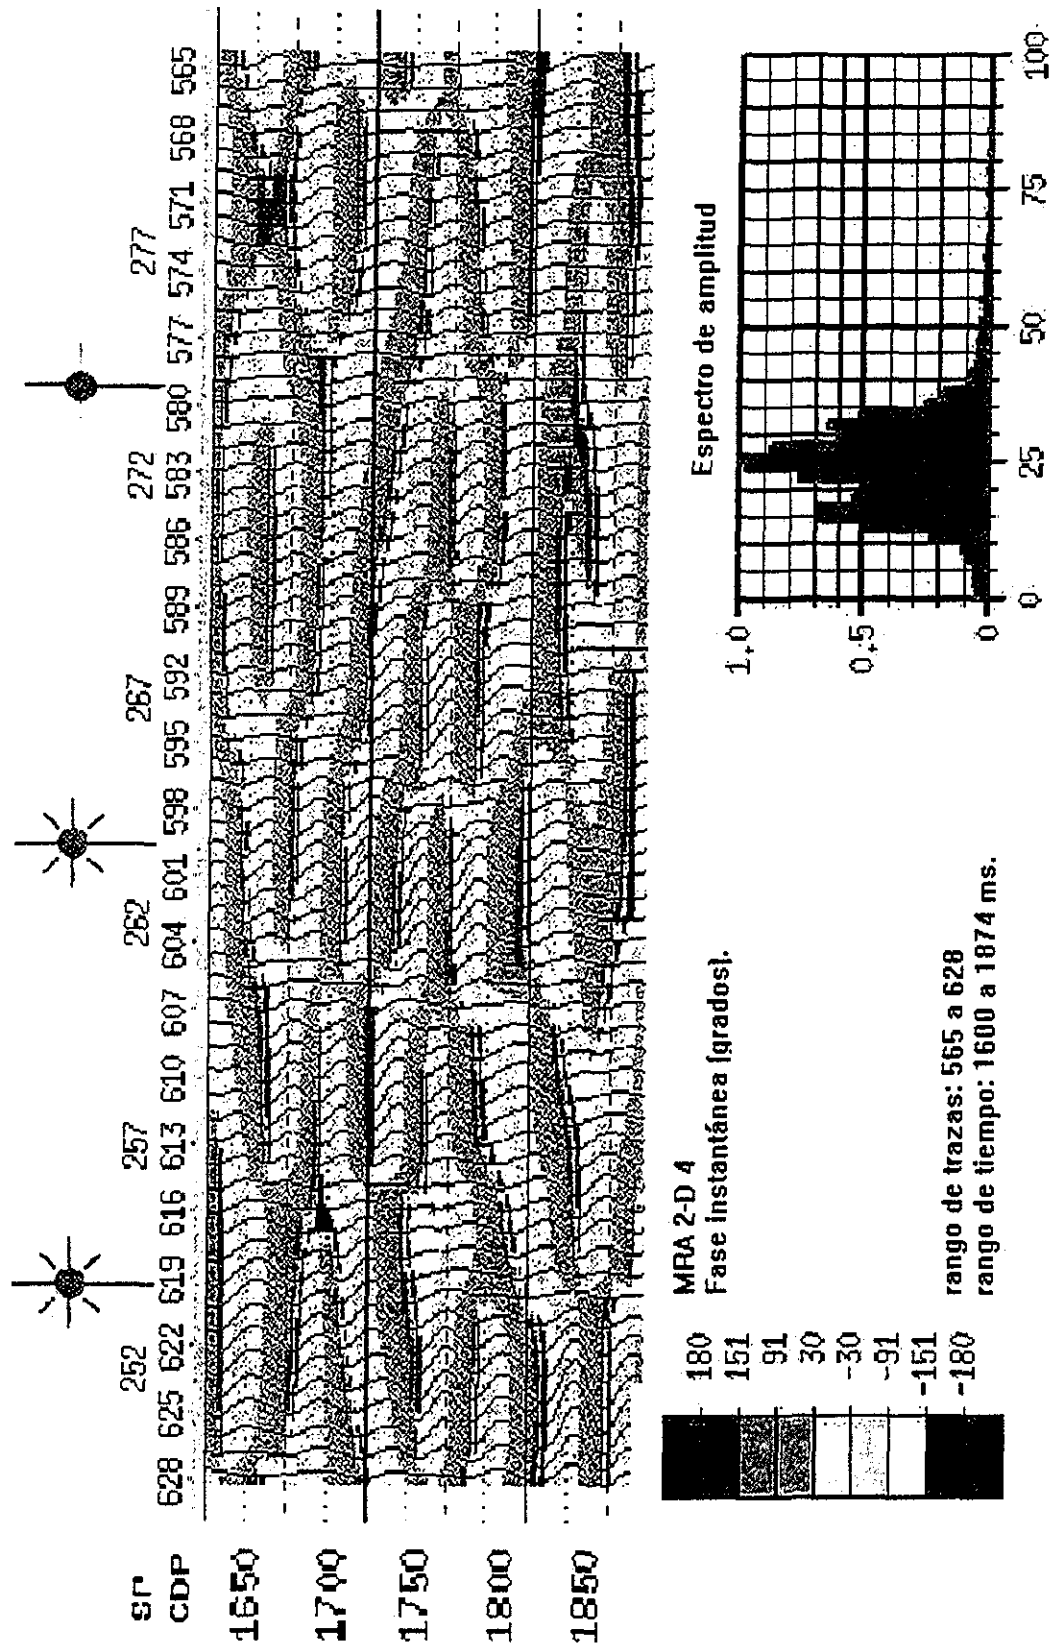 SP 252 257 262 267 272 277
CDP 628 625 622 619 616 613 610 607 604 601 598 595 592 589 586 583 580 577 574 571 568 565
1650
1700
1750
1800
1850
180
151
91
30
-30
-91
-151
-180
MRA 2-D 4
Fase instantánea (grados).
rango de trazas: 565 a 628
rango de tiempo: 1600 a 1874 ms.
Espectro de amplitud
1.0
0.5
0
0 25 50 75 100